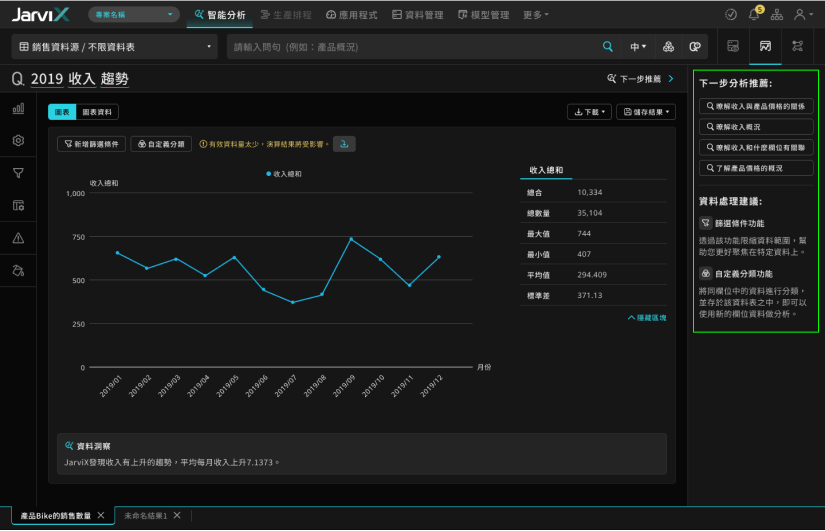 JarviX
專案名稱
智能分析
生產排程
應用程式
資料管理
模型管理
更多
5
銷售資料源 / 不限資料表
請輸入問句 (例如：產品概況)
中
2019 收入 趨勢
下一步推薦
圖表
圖表資料
下載
儲存結果
新增篩選條件
自定義分類
有效資料量太少，演算結果將受影響。
收入總和
收入總和
1,000
750
500
250
0
月份
2019/01
2019/02
2019/03
2019/04
2019/05
2019/06
2019/07
2019/08
2019/09
2019/10
2019/11
2019/12
收入總和
總合 10,334
總數量 35,104
最大值 744
最小值 407
平均值 294.409
標準差 371.13
隱藏區塊
資料洞察
JarviX發現收入有上升的趨勢，平均每月收入上升7.1373。
下一步分析推薦:
瞭解收入與產品價格的關係
瞭解收入概況
瞭解收入和什麼欄位有關聯
了解產品價格的概況
資料處理建議:
篩選條件功能
透過該功能限縮資料範圍，幫
助您更好聚焦在特定資料上。
自定義分類功能
將同欄位中的資料進行分類，
並存於該資料表之中，即可以
使用新的欄位資料做分析。
產品Bike的銷售數量
未命名結果1